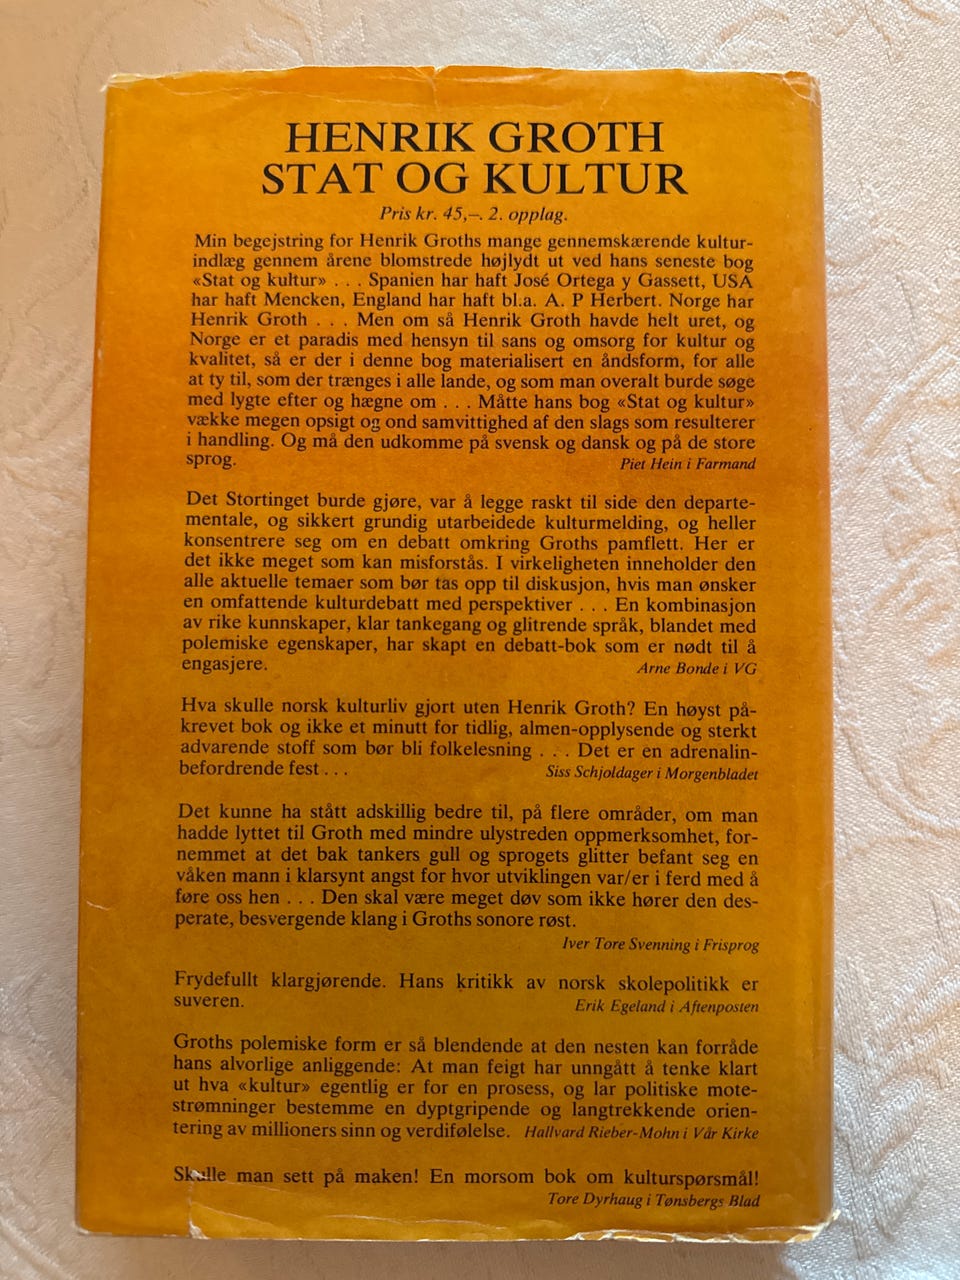 HENRIK GROTH
STAT OG KULTUR
Pris kr. 45,–. 2. opplag.
Min begejstring for Henrik Groths mange gennemskærende kultur-
indlæg gennem årene blomstrede højlydt ut ved hans seneste bog
«Stat og kultur» . . . Spanien har haft José Ortega y Gassett, USA
har haft Mencken, England har haft bl.a. A. P Herbert. Norge har
Henrik Groth . . . Men om så Henrik Groth havde helt uret, og
Norge er et paradis med hensyn til sans og omsorg for kultur og
kvalitet, så er der i denne bog materialisert en åndsform, for alle
at ty til, som der trænges i alle lande, og som man overalt burde søge
med lygte efter og hægne om . . . Måtte hans bog «Stat og kultur»
vække megen opsigt og ond samvittighed af den slags som resulterer
i handling. Og må den udkomme på svensk og dansk og på de store
sprog. Piet Hein i Farmand
Det Stortinget burde gjøre, var å legge raskt til side den departe-
mentale, og sikkert grundig utarbeidede kulturmelding, og heller
konsentrere seg om en debatt omkring Groths pamflett. Her er
det ikke meget som kan misforstås. I virkeligheten inneholder den
alle aktuelle temaer som bør tas opp til diskusjon, hvis man ønsker
en omfattende kulturdebatt med perspektiver . . . En kombinasjon
av rike kunnskaper, klar tankegang og glitrende språk, blandet med
polemiske egenskaper, har skapt en debatt-bok som er nødt til å
engasjere. Arne Bonde i VG
Hva skulle norsk kulturliv gjort uten Henrik Groth? En høyst på-
krevet bok og ikke et minutt for tidlig, almen-opplysende og sterkt
advarende stoff som bør bli folkelesning . . . Det er en adrenalin-
befordrende fest . . . Siss Schjoldager i Morgenbladet
Det kunne ha stått adskillig bedre til, på flere områder, om man
hadde lyttet til Groth med mindre ulystreden oppmerksomhet, for-
nemmet at det bak tankers gull og sprogets glitter befant seg en
våken mann i klarsynt angst for hvor utviklingen var/er i ferd med å
føre oss hen . . . Den skal være meget døv som ikke hører den des-
perate, besvergende klang i Groths sonore røst.
Iver Tore Svenning i Frisprog
Frydefullt klargjørende. Hans kritikk av norsk skolepolitikk er
suveren. Erik Egeland i Aftenposten
Groths polemiske form er så blendende at den nesten kan forråde
hans alvorlige anliggende: At man feigt har unngått å tenke klart
ut hva «kultur» egentlig er for en prosess, og lar politiske mote-
strømninger bestemme en dyptgripende og langtrekkende orien-
tering av millioners sinn og verdifølelse. Hallvard Rieber-Mohn i Vår Kirke
Skulle man sett på maken! En morsom bok om kulturspørsmål!
Tore Dyrhaug i Tønsbergs Blad